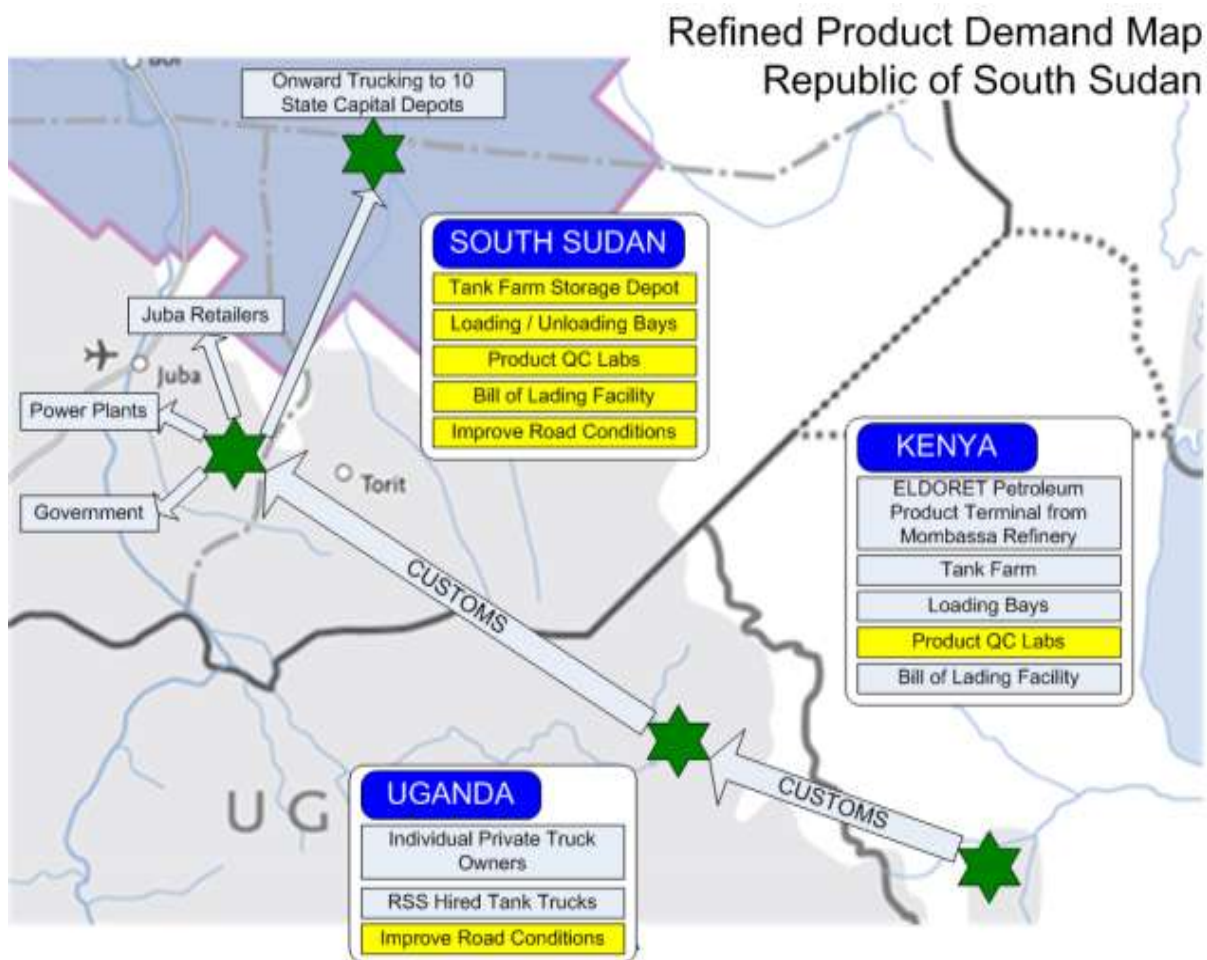 Refined Product Demand Map
Republic of South Sudan
Onward Trucking to 10
State Capital Depots
SOUTH SUDAN
Tank Farm Storage Depot
Loading / Unloading Bays
Product QC Labs
Bill of Lading Facility
Improve Road Conditions
Juba Retailers
Juba
Power Plants
Government
Torit
KENYA
ELDORET Petroleum
Product Terminal from
Mombassa Refinery
Tank Farm
Loading Bays
Product QC Labs
Bill of Lading Facility
CUSTOMS
CUSTOMS
UGANDA
Individual Private Truck
Owners
RSS Hired Tank Trucks
Improve Road Conditions
U G